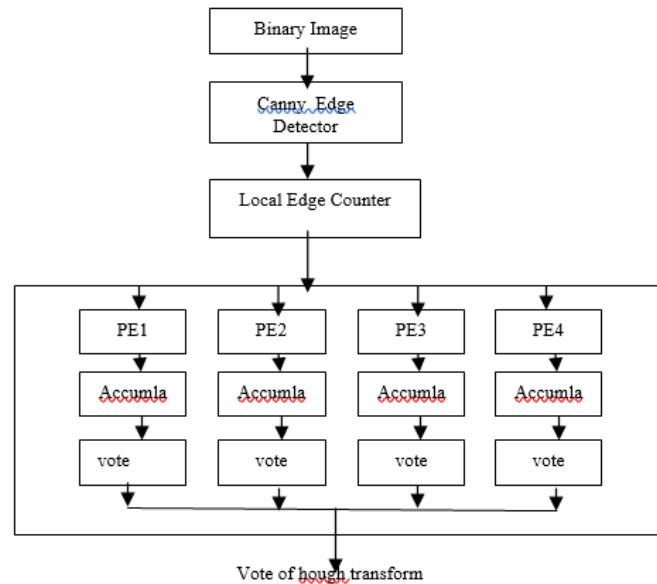 Binary Image
Canny Edge
Detector
Local Edge Counter
PE1 PE2 PE3 PE4
Accumla Accumla Accumla Accumla
vote vote vote vote
Vote of hough transform